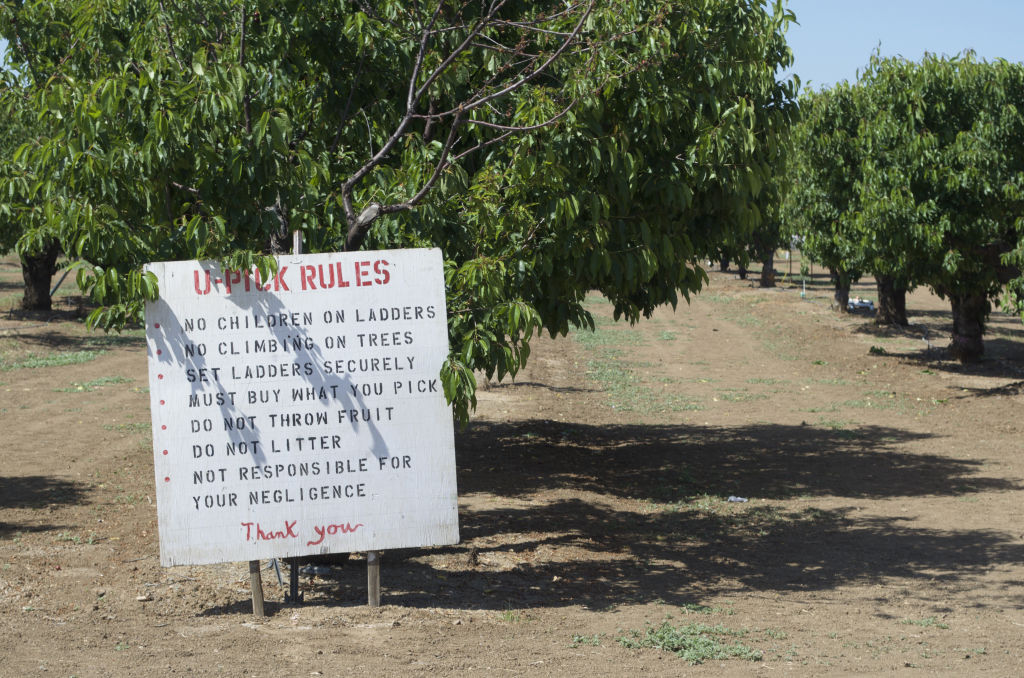 U-PICK RULES
NO CHILDREN ON LADDERS
NO CLIMBING ON TREES
SET LADDERS SECURELY
MUST BUY WHAT YOU PICK
DO NOT THROW FRUIT
DO NOT LITTER
NOT RESPONSIBLE FOR
YOUR NEGLIGENCE
Thank you